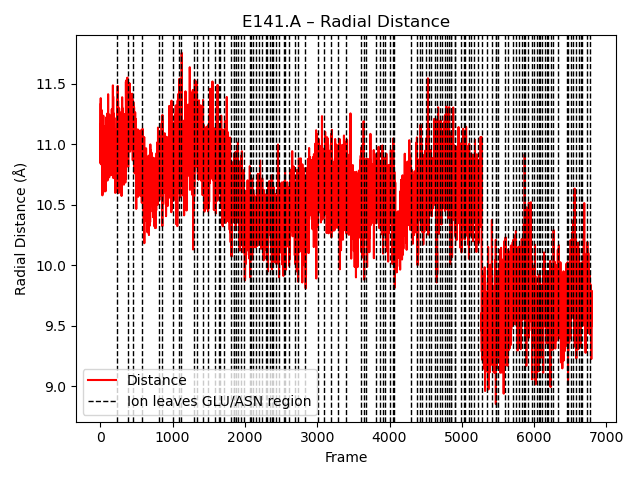 E141.A – Radial Distance
11.5
11.0
10.5
10.0
9.5
9.0
Radial Distance (Å)
Distance
Ion leaves GLU/ASN region
0 1000 2000 3000 4000 5000 6000 7000
Frame